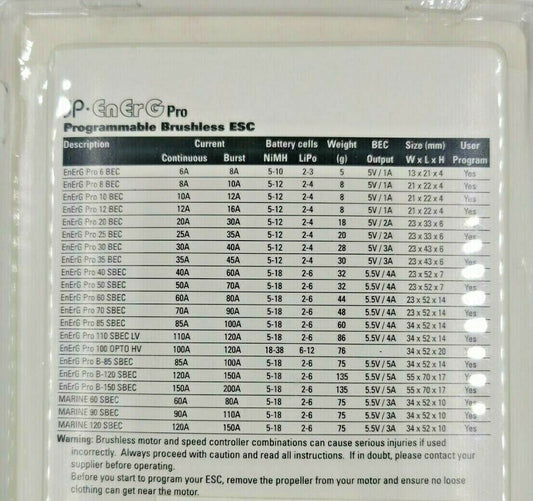 JP·EnErG Pro
Programmable Brushless ESC
Description Current Battery cells Weight BEC Size (mm) User
Continuous Burst NiMH LiPo (g) Output W x L x H Program
EnErG Pro 6 BEC 6A 8A 5-10 2-3 5 5V / 1A 13 x 21 x 4 Yes
EnErG Pro 8 BEC 8A 10A 5-12 2-4 8 5V / 1A 21 x 22 x 4 Yes
EnErG Pro 10 BEC 10A 12A 5-12 2-4 8 5V / 1A 21 x 22 x 4 Yes
EnErG Pro 12 BEC 12A 16A 5-12 2-4 8 5V / 1A 21 x 22 x 4 Yes
EnErG Pro 20 BEC 20A 30A 5-12 2-4 18 5V / 2A 23 x 33 x 6 Yes
EnErG Pro 25 BEC 25A 35A 5-12 2-4 20 5V / 2A 23 x 33 x 6 Yes
EnErG Pro 30 BEC 30A 40A 5-12 2-4 28 5V / 3A 23 x 43 x 6 Yes
EnErG Pro 35 BEC 35A 45A 5-12 2-4 30 5V / 3A 23 x 43 x 6 Yes
EnErG Pro 40 SBEC 40A 60A 5-18 2-6 32 5.5V / 4A 23 x 52 x 7 Yes
EnErG Pro 50 SBEC 50A 70A 5-18 2-6 32 5.5V / 4A 23 x 52 x 7 Yes
EnErG Pro 60 SBEC 60A 80A 5-18 2-6 44 5.5V / 4A 23 x 52 x 14 Yes
EnErG Pro 70 SBEC 70A 90A 5-18 2-6 48 5.5V / 4A 23 x 52 x 14 Yes
EnErG Pro 85 SBEC 85A 100A 5-18 2-6 60 5.5V / 4A 34 x 52 x 14 Yes
EnErG Pro 110 SBEC LV 110A 120A 5-18 2-6 86 5.5V / 4A 34 x 52 x 14 Yes
EnErG Pro 100 OPTO HV 100A 120A 18-38 6-12 76 - 34 x 52 x 20 Yes
EnErG Pro B-85 SBEC 85A 100A 5-18 2-6 75 5.5V / 5A 34 x 52 x 14 Yes
EnErG Pro B-120 SBEC 120A 150A 5-18 2-6 135 5.5V / 5A 55 x 70 x 17 Yes
EnErG Pro B-150 SBEC 150A 200A 5-18 2-6 135 5.5V / 5A 55 x 70 x 17 Yes
MARINE 60 SBEC 60A 80A 5-18 2-6 75 5.5V / 3A 34 x 52 x 10 Yes
MARINE 90 SBEC 90A 110A 5-18 2-6 75 5.5V / 3A 34 x 52 x 10 Yes
MARINE 120 SBEC 120A 150A 5-18 2-6 75 5.5V / 3A 34 x 52 x 10 Yes
Warning: Brushless motor and speed controller combinations can cause serious injuries if used
incorrectly. Always proceed with caution and read all instructions. If in doubt, please contact your
supplier before operating.
Before you start to program your ESC, remove the propeller from your motor and ensure no loose
clothing can get near the motor.